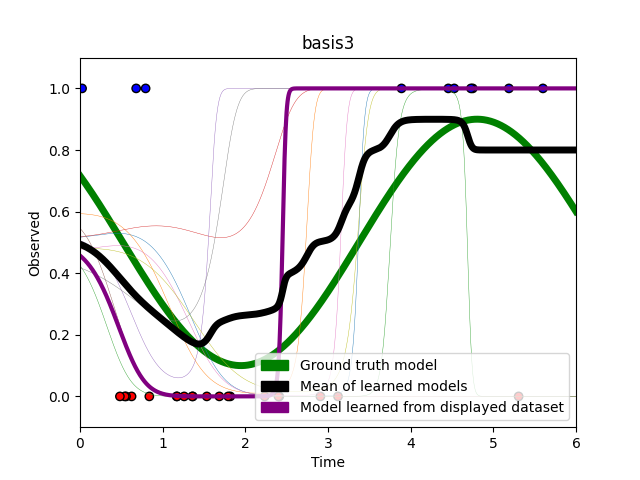 basis3
Observed
1.0
0.8
0.6
0.4
0.2
0.0
Ground truth model
Mean of learned models
Model learned from displayed dataset
0 1 2 3 4 5 6
Time